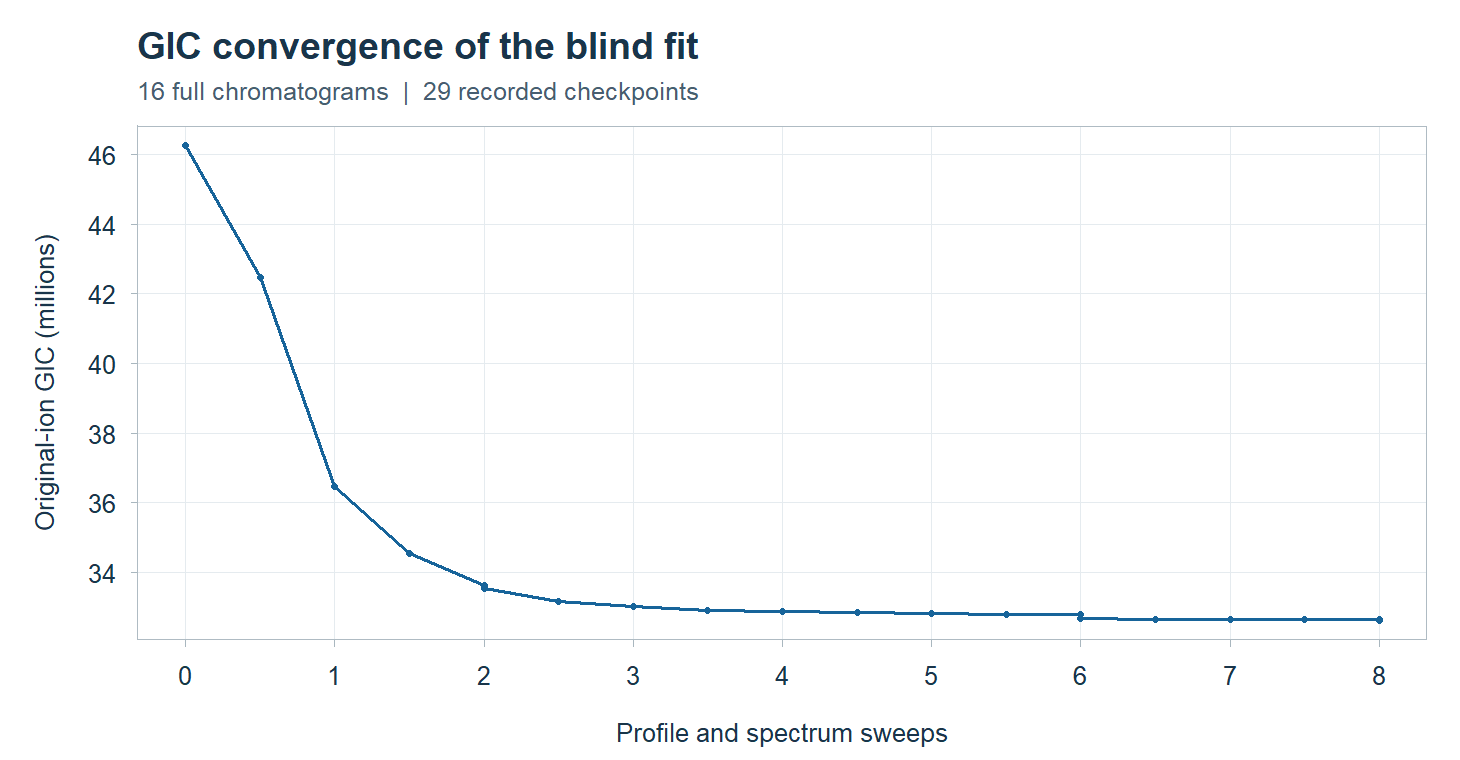 GIC convergence of the blind fit
16 full chromatograms | 29 recorded checkpoints
Original-ion GIC (millions)
46
44
42
40
38
36
34
0 1 2 3 4 5 6 7 8
Profile and spectrum sweeps